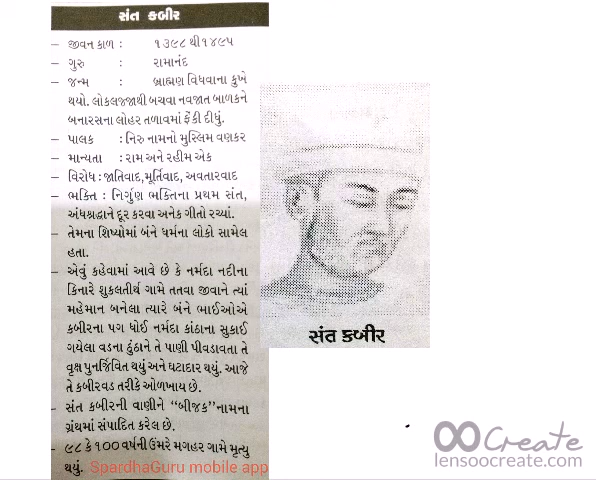 સંત કબીર
– જીવન કાળ : ૧૩૯૮ થી ૧૪૯૫
– ગુરુ : રામાનંદ
– જન્મ : બ્રાહ્મણ વિધવાના કુખે
થયો. લોકલજ્જાથી બચવા નવજાત બાળકને
બનારસના લોહર તળાવમાં ફેંકી દીધું.
– પાલક : નિરુ નામનો મુસ્લિમ વણકર
– માન્યતા : રામ અને રહીમ એક
– વિરોધ : જાતિવાદ, મૂર્તિવાદ, અવતારવાદ
– ભક્તિ : નિર્ગુણ ભક્તિના પ્રથમ સંત,
અંધશ્રદ્ધાને દૂર કરવા અનેક ગીતો રચ્યાં.
– તેમના શિષ્યોમાં બંને ધર્મના લોકો સામેલ
હતા.
– એવું કહેવામાં આવે છે કે નર્મદા નદીના
કિનારે શુકલતીર્થ ગામે તતવા જીવાને ત્યાં
મહેમાન બનેલા ત્યારે બંને ભાઈઓએ
કબીરના પગ ધોઈ નર્મદા કાંઠાના સુકાઈ
ગયેલા વડના ઠુંઠાને તે પાણી પીવડાવતા તે
વૃક્ષ પુનર્જિવિત થયું અને ઘટાદાર થયું. આજે
તે કબીરવડ તરીકે ઓળખાય છે.
– સંત કબીરની વાણીને “બીજક” નામના
ગ્રંથમાં સંપાદિત કરેલ છે.
– ૯૮ કે ૧૦૦ વર્ષની ઉંમરે મગહર ગામે મૃત્યુ
થયું. SpardhaGuru mobile app
સંત કબીર
Create
lensoocreate.com